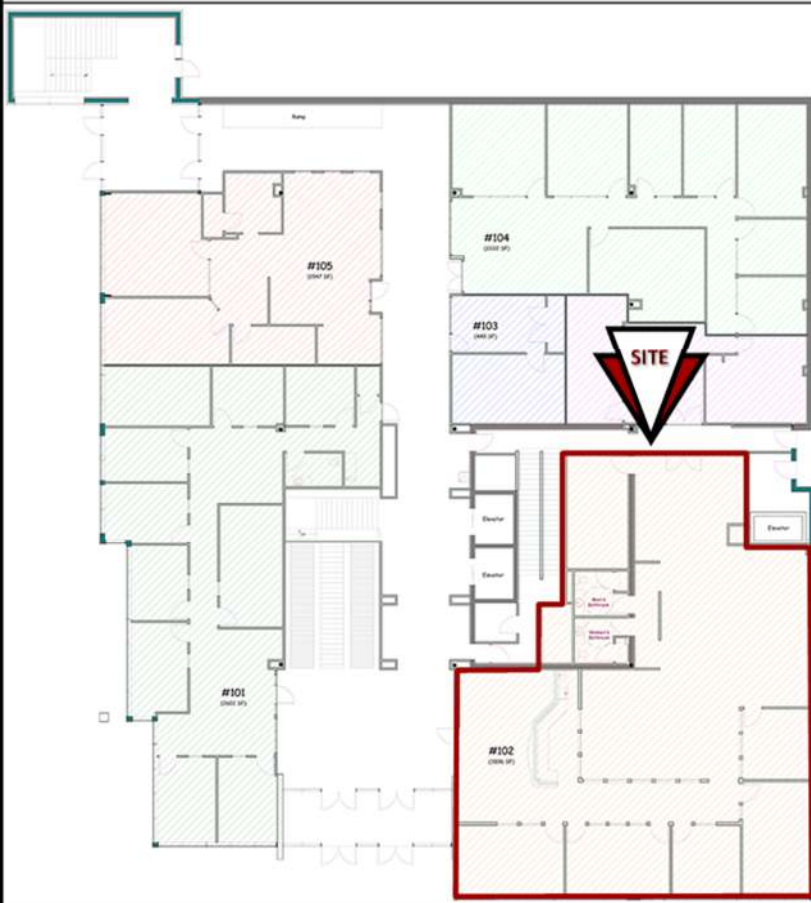 Ramp
#104
#105
#103
SITE
Elevator
Elevator
Elevator
Men's
Bathroom
Women's
Bathroom
#101
#102